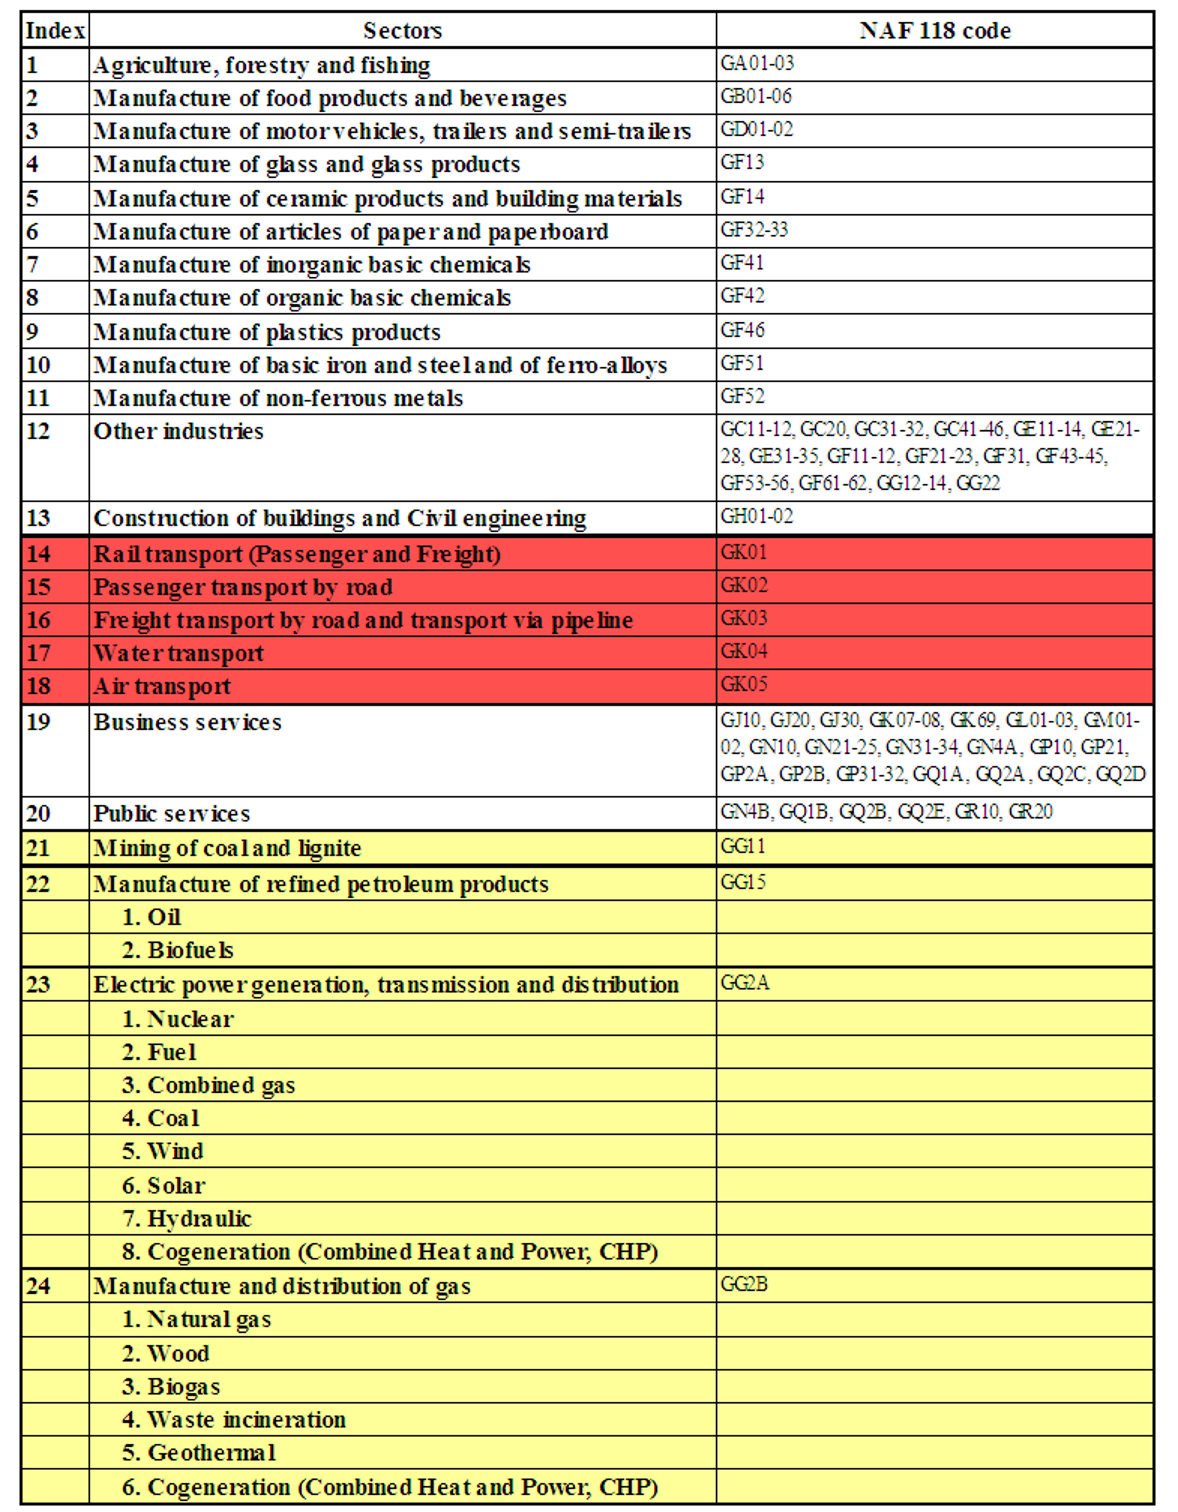 Index Sectors NAF 118 code
1 Agriculture, forestry and fishing GA01-03
2 Manufacture of food products and beverages GB01-06
3 Manufacture of motor vehicles, trailers and semi-trailers GD01-02
4 Manufacture of glass and glass products GF13
5 Manufacture of ceramic products and building materials GF14
6 Manufacture of articles of paper and paperboard GF32-33
7 Manufacture of inorganic basic chemicals GF41
8 Manufacture of organic basic chemicals GF42
9 Manufacture of plastics products GF46
10 Manufacture of basic iron and steel and of ferro-alloys GF51
11 Manufacture of non-ferrous metals GF52
12 Other industries GC11-12, GC20, GC31-32, GC41-46, GE11-14, GE21-
28, GE31-35, GF11-12, GF21-23, GF31, GF43-45,
GF53-56, GF61-62, GG12-14, GG22
13 Construction of buildings and Civil engineering GH01-02
14 Rail transport (Passenger and Freight) GK01
15 Passenger transport by road GK02
16 Freight transport by road and transport via pipeline GK03
17 Water transport GK04
18 Air transport GK05
19 Business services GJ10, GJ20, GJ30, GK07-08, GK69, GL01-03, GM01-
02, GN10, GN21-25, GN31-34, GN4A, GP10, GP21,
GP2A, GP2B, GP31-32, GQ1A, GQ2A, GQ2C, GQ2D
20 Public services GN4B, GQ1B, GQ2B, GQ2E, GR10, GR20
21 Mining of coal and lignite GG11
22 Manufacture of refined petroleum products GG15
1. Oil
2. Biofuels
23 Electric power generation, transmission and distribution GG2A
1. Nuclear
2. Fuel
3. Combined gas
4. Coal
5. Wind
6. Solar
7. Hydraulic
8. Cogeneration (Combined Heat and Power, CHP)
24 Manufacture and distribution of gas GG2B
1. Natural gas
2. Wood
3. Biogas
4. Waste incineration
5. Geothermal
6. Cogeneration (Combined Heat and Power, CHP)